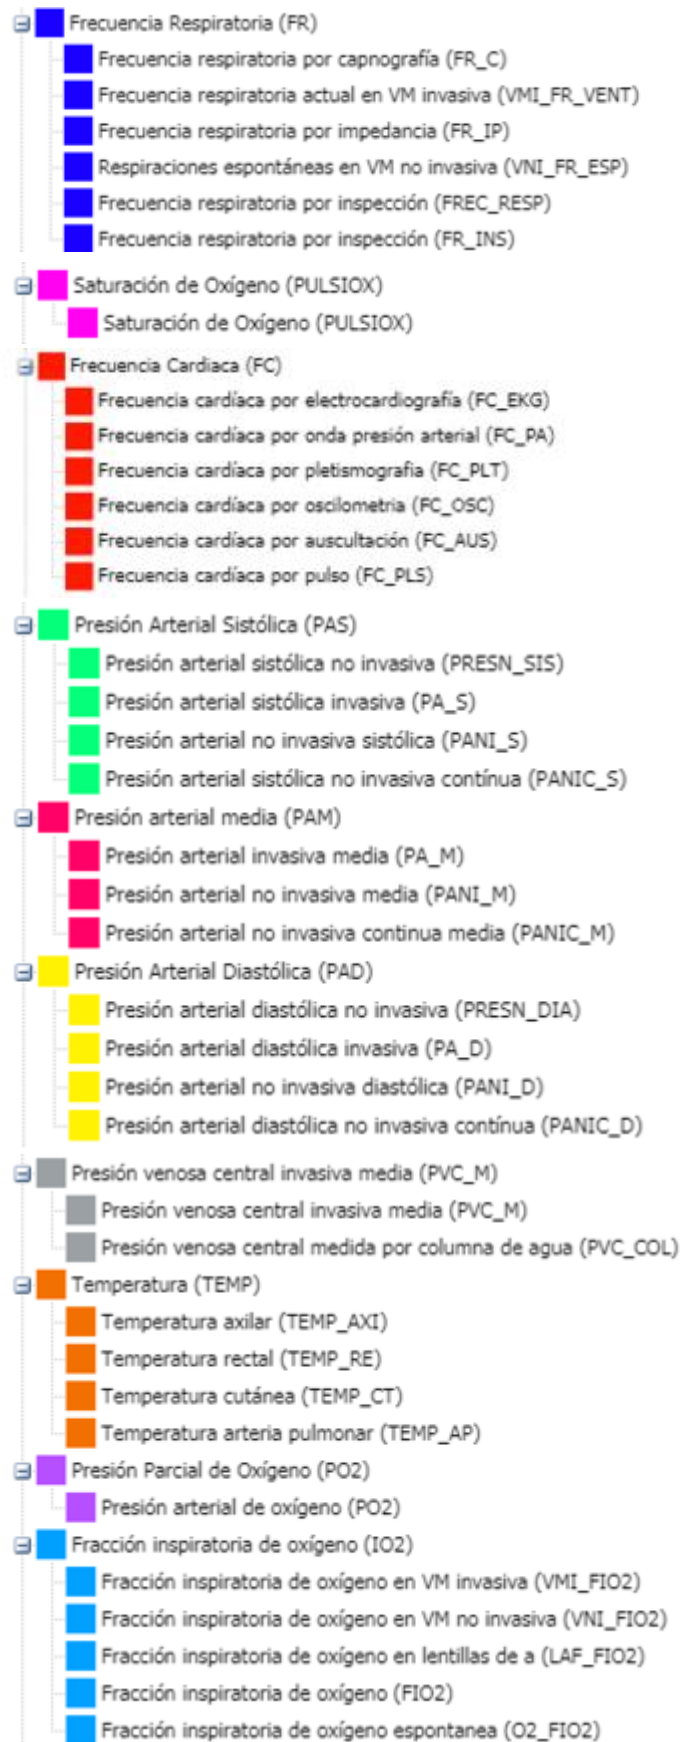 Frecuencia Respiratoria (FR)
Frecuencia respiratoria por capnografía (FR_C)
Frecuencia respiratoria actual en VM invasiva (VMI_FR_VENT)
Frecuencia respiratoria por impedancia (FR_IP)
Respiraciones espontáneas en VM no invasiva (VNI_FR_ESP)
Frecuencia respiratoria por inspección (FREC_RESP)
Frecuencia respiratoria por inspección (FR_INS)
Saturación de Oxígeno (PULSIOX)
Saturación de Oxígeno (PULSIOX)
Frecuencia Cardiaca (FC)
Frecuencia cardíaca por electrocardiografía (FC_EKG)
Frecuencia cardíaca por onda presión arterial (FC_PA)
Frecuencia cardíaca por pletismografia (FC_PLT)
Frecuencia cardíaca por oscilometria (FC_OSC)
Frecuencia cardíaca por auscultación (FC_AUS)
Frecuencia cardíaca por pulso (FC_PLS)
Presión Arterial Sistólica (PAS)
Presión arterial sistólica no invasiva (PRESN_SIS)
Presión arterial sistólica invasiva (PA_S)
Presión arterial no invasiva sistólica (PANI_S)
Presión arterial sistólica no invasiva contínua (PANIC_S)
Presión arterial media (PAM)
Presión arterial invasiva media (PA_M)
Presión arterial no invasiva media (PANI_M)
Presión arterial no invasiva continua media (PANIC_M)
Presión Arterial Diastólica (PAD)
Presión arterial diastólica no invasiva (PRESN_DIA)
Presión arterial diastólica invasiva (PA_D)
Presión arterial no invasiva diastólica (PANI_D)
Presión arterial diastólica no invasiva contínua (PANIC_D)
Presión venosa central invasiva media (PVC_M)
Presión venosa central invasiva media (PVC_M)
Presión venosa central medida por columna de agua (PVC_COL)
Temperatura (TEMP)
Temperatura axilar (TEMP_AXI)
Temperatura rectal (TEMP_RE)
Temperatura cutánea (TEMP_CT)
Temperatura arteria pulmonar (TEMP_AP)
Presión Parcial de Oxígeno (PO2)
Presión arterial de oxígeno (PO2)
Fracción inspiratoria de oxígeno (IO2)
Fracción inspiratoria de oxígeno en VM invasiva (VMI_FIO2)
Fracción inspiratoria de oxígeno en VM no invasiva (VNI_FIO2)
Fracción inspiratoria de oxígeno en lentillas de a (LAF_FIO2)
Fracción inspiratoria de oxígeno (FIO2)
Fracción inspiratoria de oxígeno espontanea (O2_FIO2)